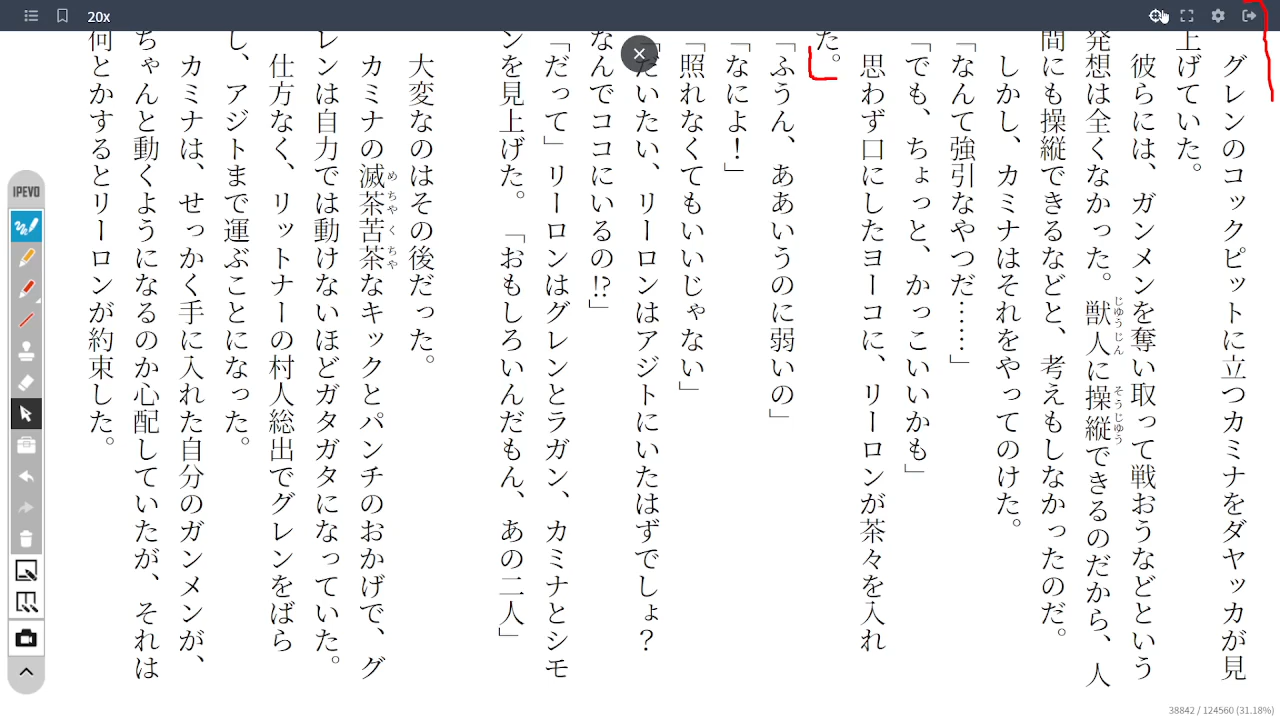 20x
IPEVO
グレンのコックピットに立つカミナをダヤッカが見
上げていた。
彼らには、ガンメンを奪い取って戦おうなどという
発想は全くなかった。獣人に操縦できるのだから、人
間にも操縦できるなどと、考えもしなかったのだ。
しかし、カミナはそれをやってのけた。
「なんて強引なやつだ……」
「でも、ちょっと、かっこいいかも」
思わず口にしたヨーコに、リーロンが茶々を入れ
た。
「ふうん、ああいうのに弱いの」
「なによ！」
「照れなくてもいいじゃない」
「だいたい、リーロンはアジトにいたはずでしょ？
なんでココにいるの!?」
「だって」リーロンはグレンとラガン、カミナとシモ
ンを見上げた。「おもしろいんだもん、あの二人」
大変なのはその後だった。
カミナの滅茶苦茶なキックとパンチのおかげで、グ
レンは自力では動けないほどガタガタになっていた。
仕方なく、リットナーの村人総出でグレンをばら
し、アジトまで運ぶことになった。
カミナは、せっかく手に入れた自分のガンメンが、
ちゃんと動くようになるのか心配していたが、それは
何とかするとリーロンが約束した。
じゅうじん
そうじゅう
めちゃくちゃ
38842 / 124560 (31.18%)